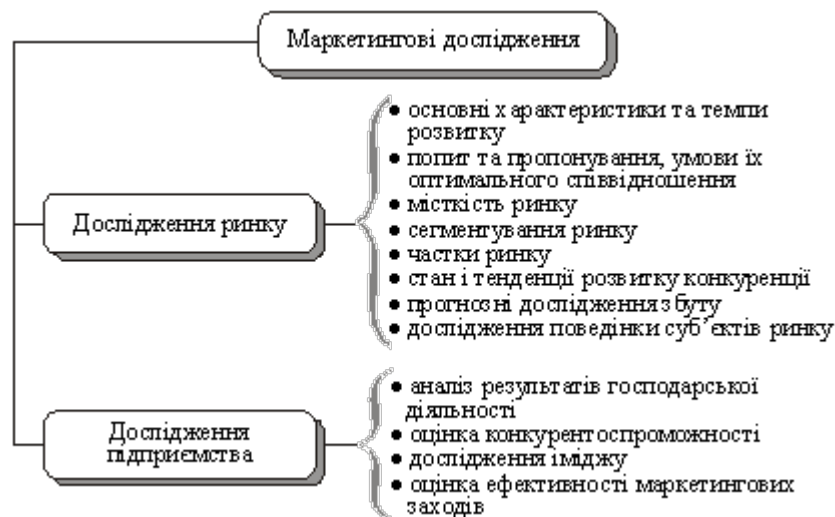 Маркетингові дослідження
● основні характеристики та темпи
розвитку
● попит та пропонування, умови їх
оптимального співвідношення
● місткість ринку
● сегментування ринку
● частки ринку
● стан і тенденції розвитку конкуренції
● прогнозні дослідження збуту
● дослідження поведінки суб'єктів ринку
Дослідження ринку
● аналіз результатів господарської
діяльності
● оцінка конкурентоспроможності
● дослідження іміджу
● оцінка ефективності маркетингових
заходів
Дослідження
підприємства